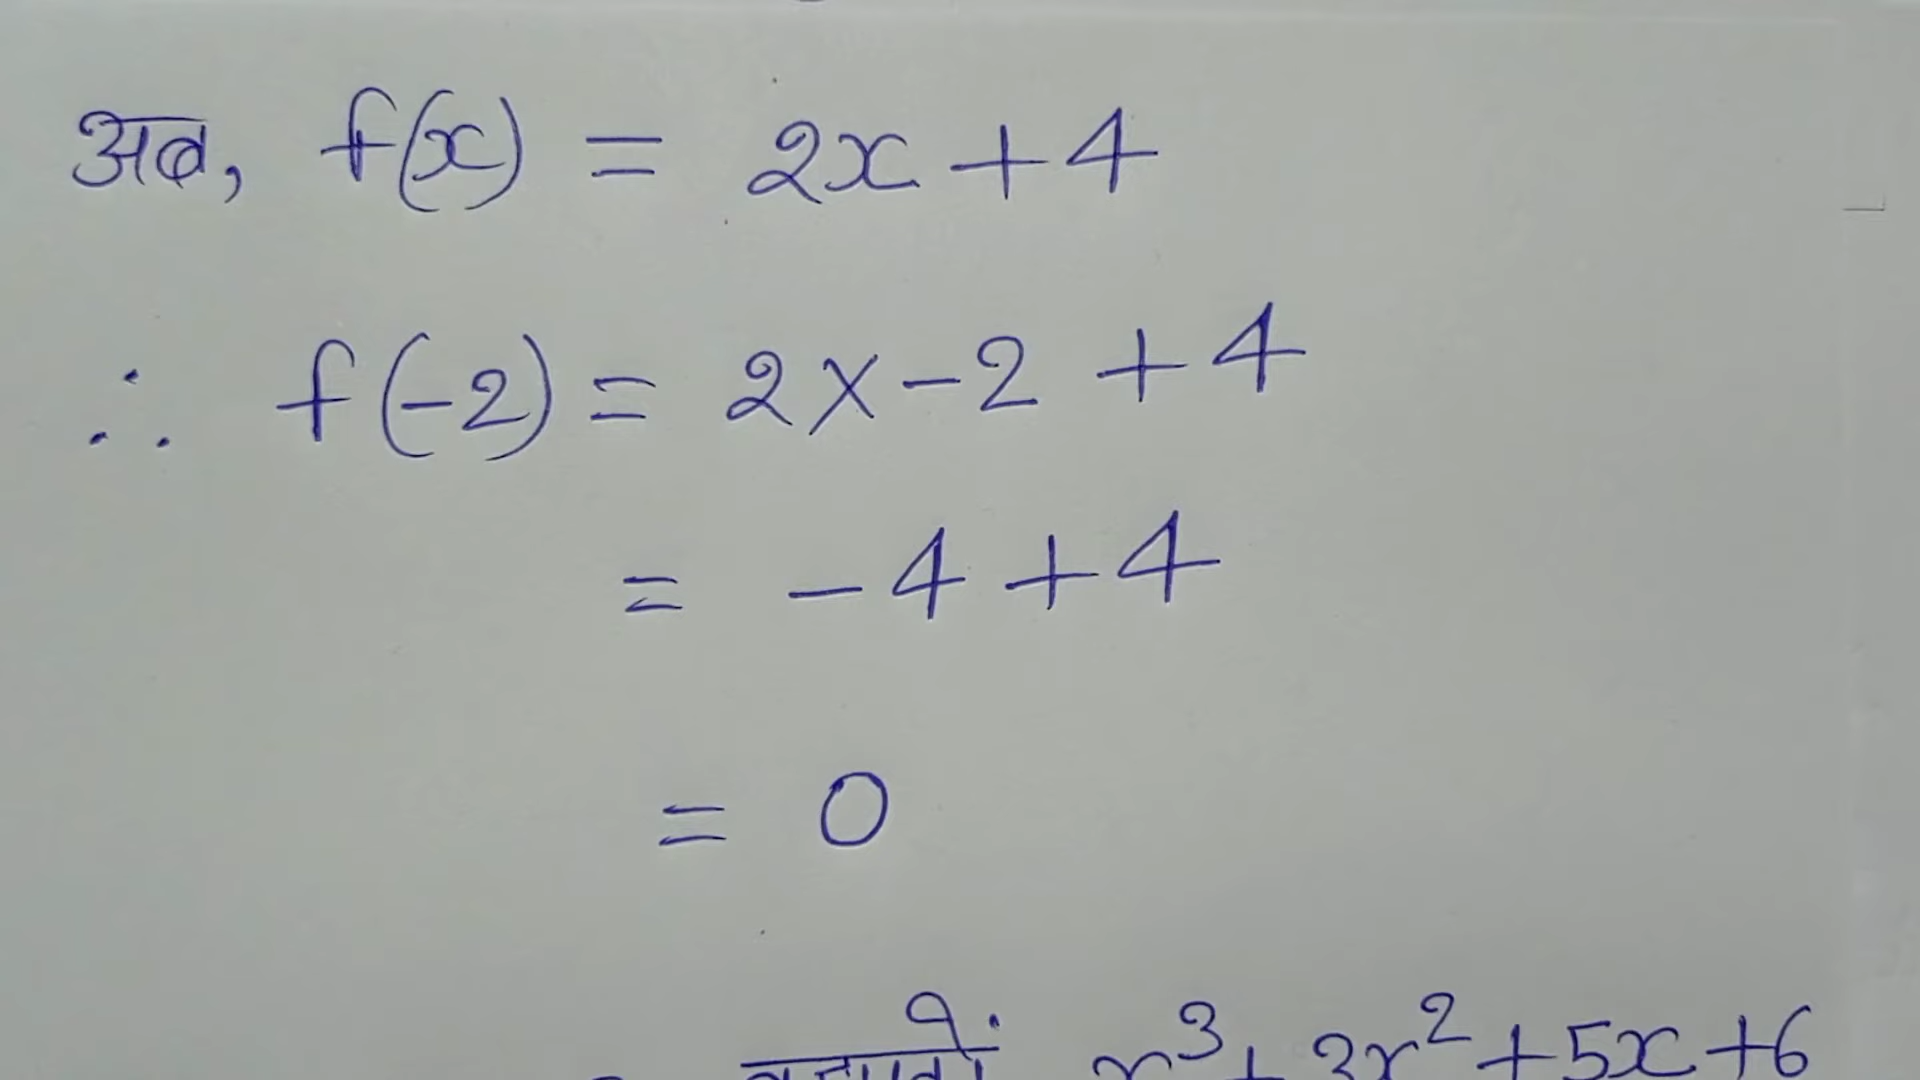 अब, f(x) = 2x + 4
∴ f(-2) = 2 × -2 + 4
= -4 + 4
= 0
x³ + 3x² + 5x + 6